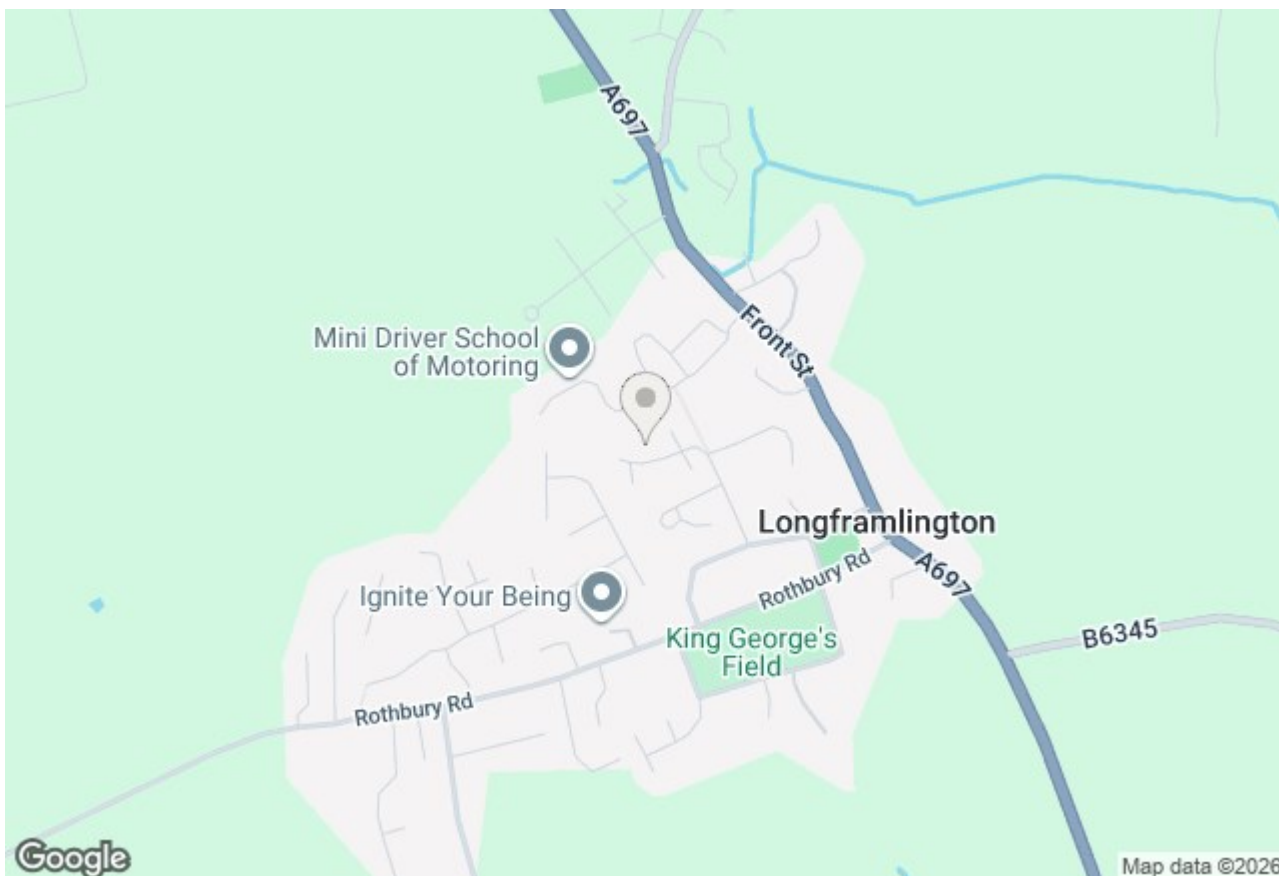 A697
Front St
Mini Driver School
of Motoring
Longframlington
Rothbury Rd
A697
Ignite Your Being
King George's
Field
B6345
Rothbury Rd
Google
Map data ©2026